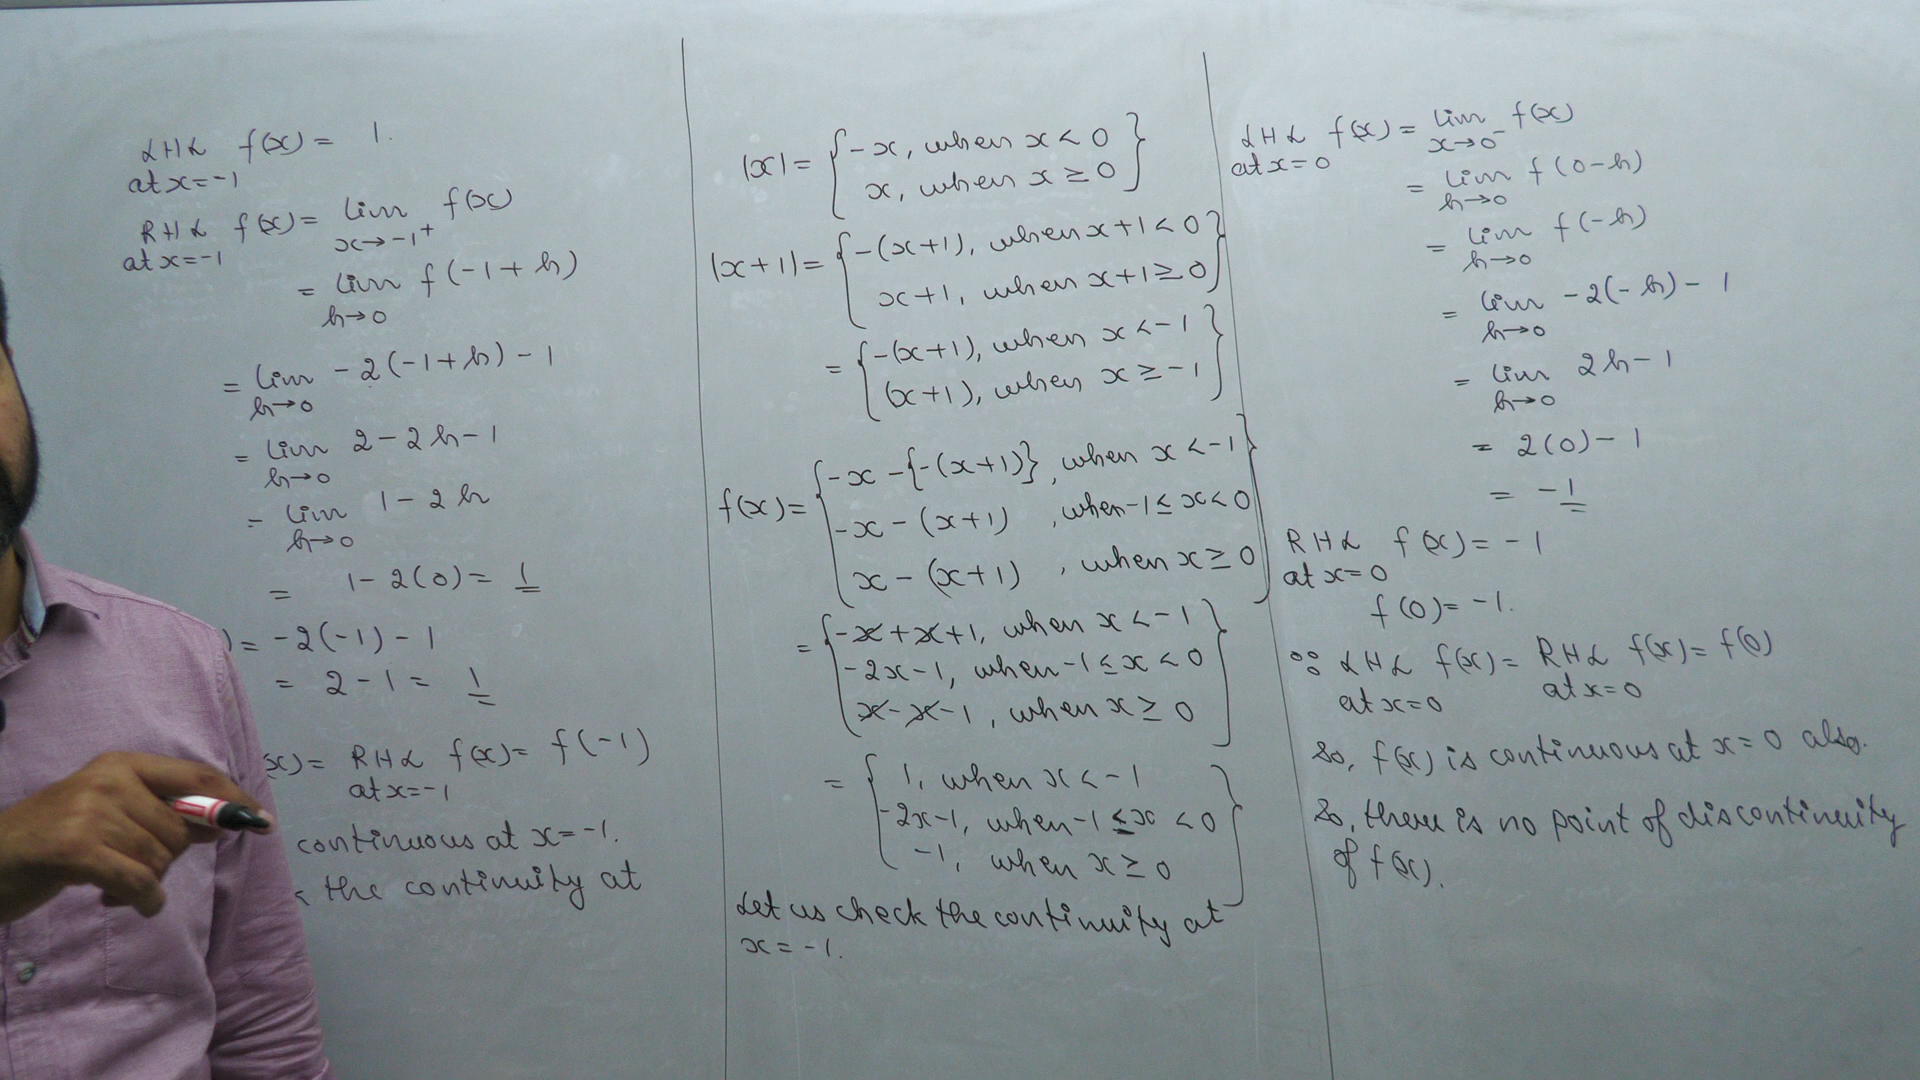 LHL f(x) = 1.
at x=-1
RHL f(x) = lim f(x)
at x=-1 x→-1⁺
= lim f(-1+h)
h→0
= lim -2(-1+h)-1
h→0
= lim 2-2h-1
h→0
= lim 1-2h
h→0
= 1-2(0) = 1
) = -2(-1)-1
= 2-1 = 1
(x) = RHL f(x) = f(-1)
at x=-1
continuous at x=-1.
the continuity at
|x| = { -x, when x < 0
x, when x ≥ 0 }
|x+1| = { -(x+1), when x+1 < 0
x+1, when x+1 ≥ 0 }
= { -(x+1), when x < -1
(x+1), when x ≥ -1 }
f(x) = { -x-{-(x+1)}, when x < -1
-x-(x+1), when -1 ≤ x < 0
x-(x+1), when x ≥ 0 }
= { -x+x+1, when x < -1
-2x-1, when -1 ≤ x < 0
x-x-1, when x ≥ 0 }
= { 1, when x < -1
-2x-1, when -1 ≤ x < 0
-1, when x ≥ 0 }
Let us check the continuity at
x = -1.
LHL f(x) = lim f(x)
at x=0 x→0⁻
= lim f(0-h)
h→0
= lim f(-h)
h→0
= lim -2(-h)-1
h→0
= lim 2h-1
h→0
= 2(0)-1
= -1
RHL f(x) = -1
at x=0
f(0) = -1.
∵ LHL f(x) = RHL f(x) = f(0)
at x=0 at x=0
So, f(x) is continuous at x=0 also.
So, there is no point of discontinuity
of f(x).